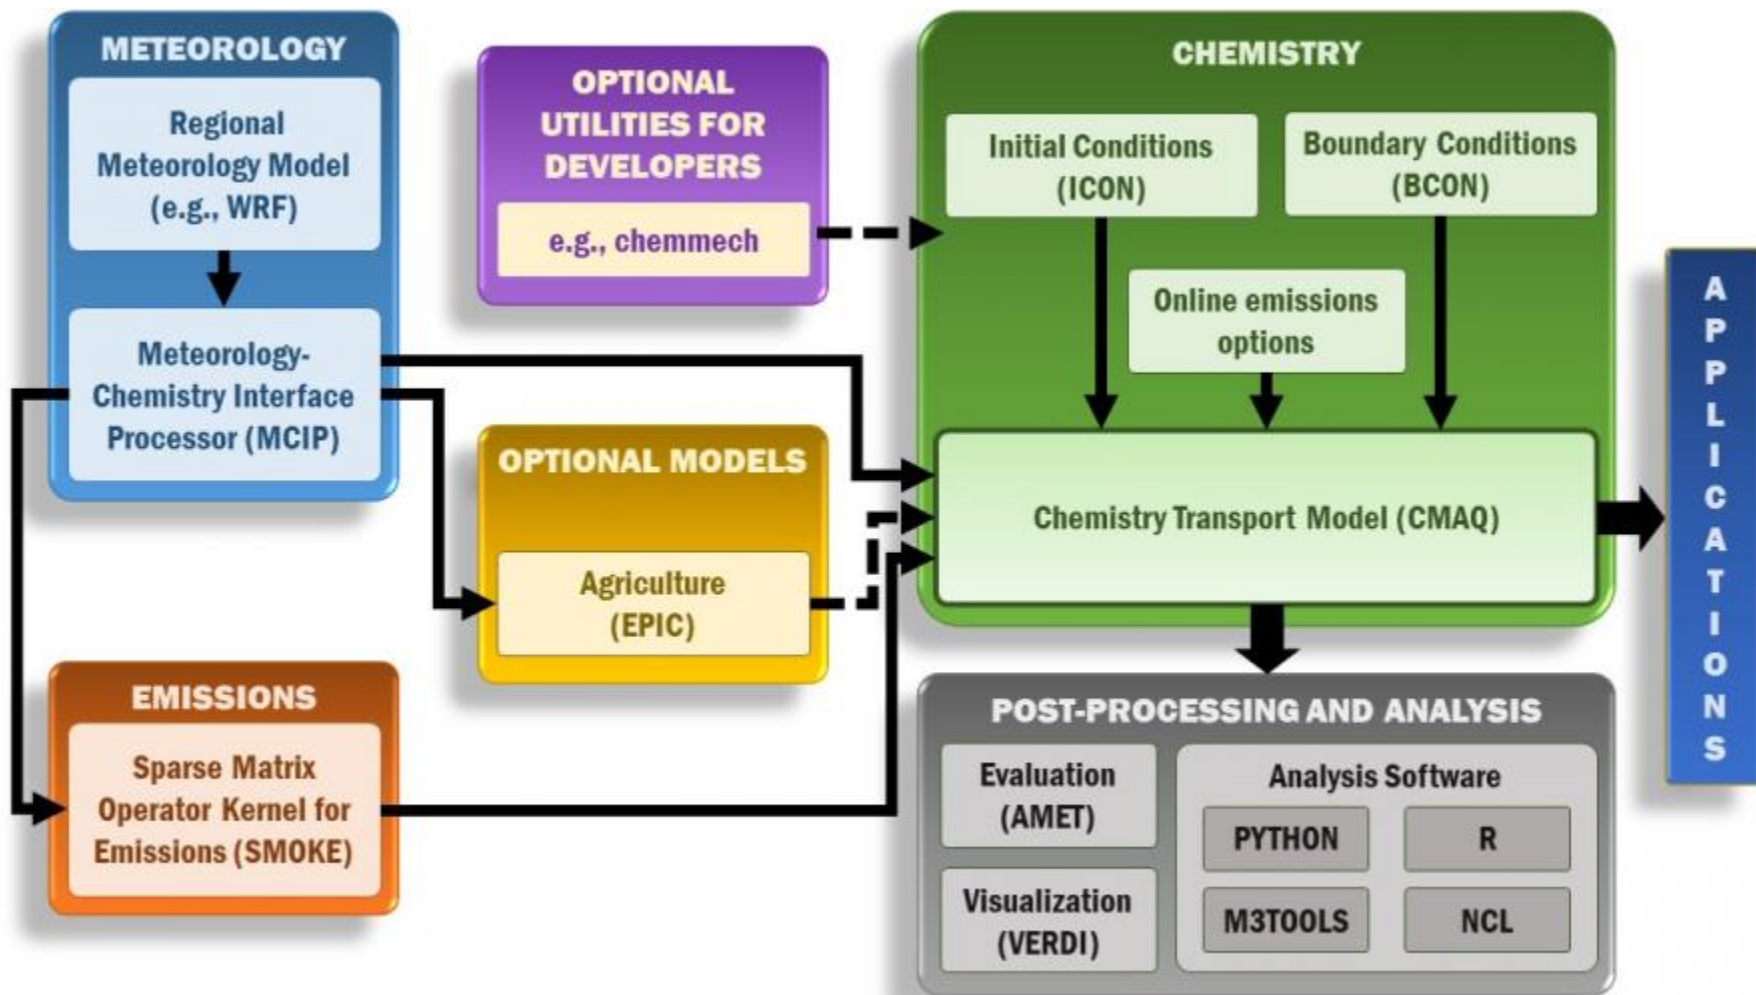 METEOROLOGY
Regional
Meteorology Model
(e.g., WRF)
Meteorology-
Chemistry Interface
Processor (MCIP)
OPTIONAL
UTILITIES FOR
DEVELOPERS
e.g., chemmech
OPTIONAL MODELS
Agriculture
(EPIC)
EMISSIONS
Sparse Matrix
Operator Kernel for
Emissions (SMOKE)
CHEMISTRY
Initial Conditions
(ICON)
Boundary Conditions
(BCON)
Online emissions
options
Chemistry Transport Model (CMAQ)
POST-PROCESSING AND ANALYSIS
Evaluation
(AMET)
Visualization
(VERDI)
Analysis Software
PYTHON
R
M3TOOLS
NCL
APPLICATIONS